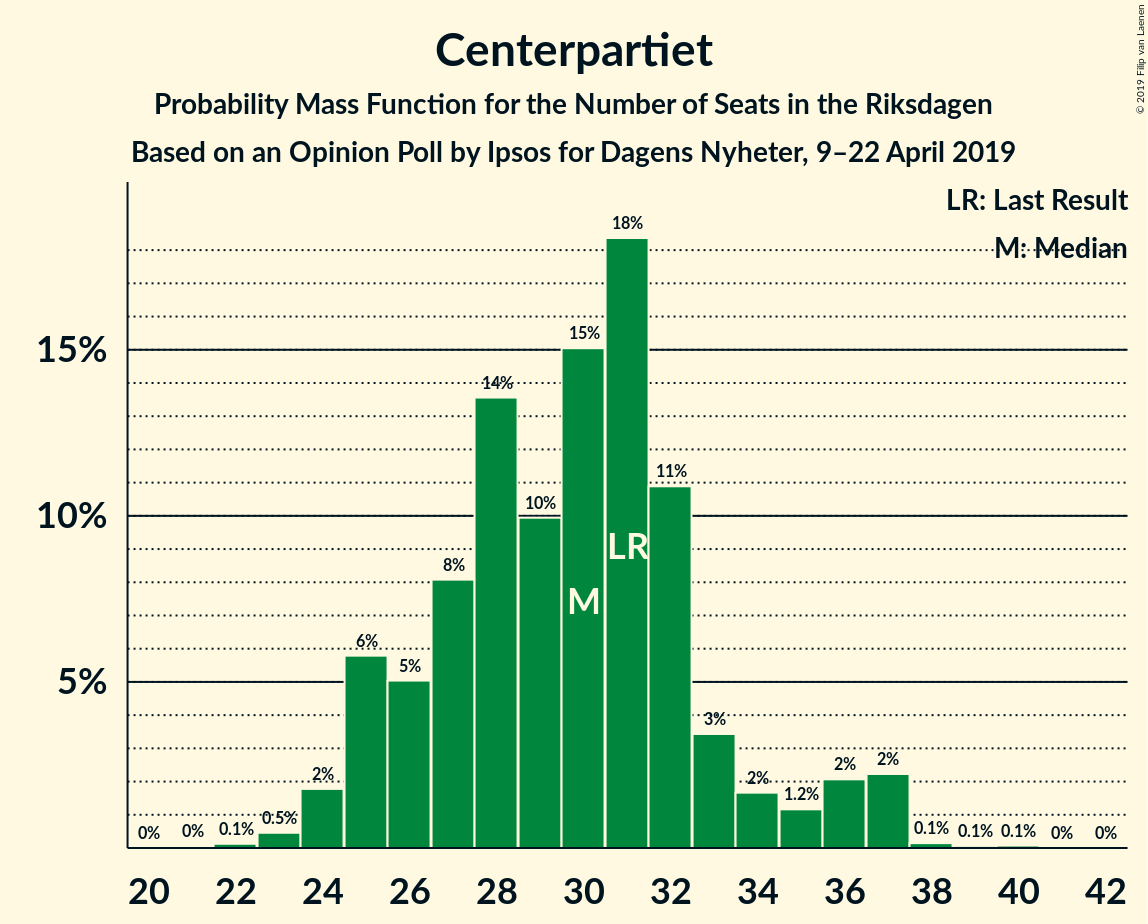 Centerpartiet
Probability Mass Function for the Number of Seats in the Riksdagen
Based on an Opinion Poll by Ipsos for Dagens Nyheter, 9–22 April 2019
© 2019 Filip van Laenen
LR: Last Result
M: Median
15%
10%
5%
0%
0%
0.1%
0.5%
2%
6%
5%
8%
14%
10%
15%
18%
11%
3%
2%
1.2%
2%
2%
0.1%
0.1%
0.1%
0%
0%
M
LR
20 22 24 26 28 30 32 34 36 38 40 42